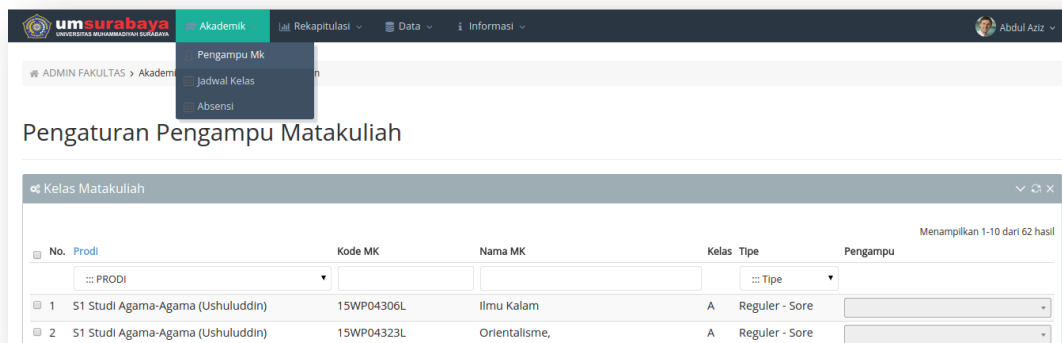 umsurabaya
UNIVERSITAS MUHAMMADIYAH SURABAYA
Akademik
Rekapitulasi
Data
Informasi
Abdul Aziz
Pengampu Mk
Jadwal Kelas
Absensi
ADMIN FAKULTAS › Akademi
Pengaturan Pengampu Matakuliah
Kelas Matakuliah
Menampilkan 1-10 dari 62 hasil
No. Prodi Kode MK Nama MK Kelas Tipe Pengampu
::: PRODI ::: Tipe
1 S1 Studi Agama-Agama (Ushuluddin) 15WP04306L Ilmu Kalam A Reguler - Sore
2 S1 Studi Agama-Agama (Ushuluddin) 15WP04323L Orientalisme, A Reguler - Sore